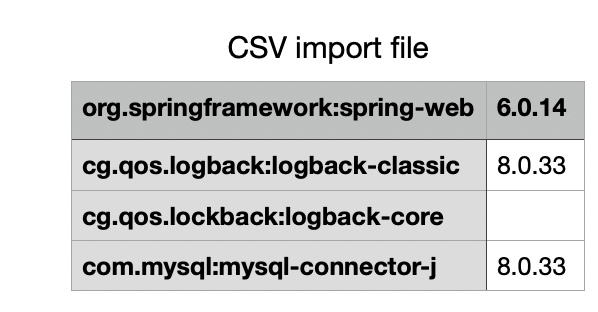 CSV import file
org.springframework:spring-web 6.0.14
cg.qos.logback:logback-classic 8.0.33
cg.qos.lockback:logback-core
com.mysql:mysql-connector-j 8.0.33